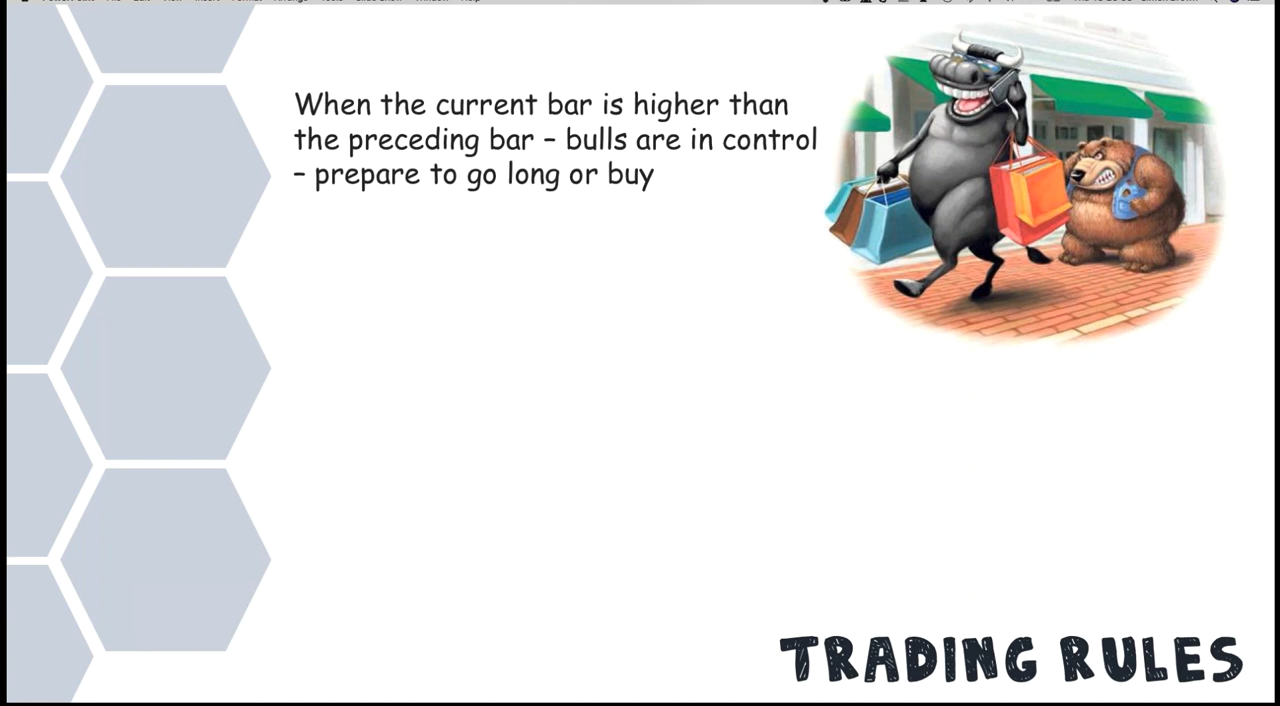 When the current bar is higher than
the preceding bar – bulls are in control
– prepare to go long or buy
TRADING RULES